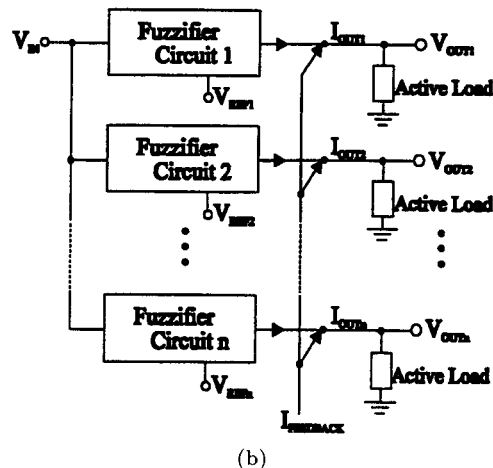 V_IN
Fuzzifier
Circuit 1
I_OUT1
V_OUT1
V_REF1
Active Load
Fuzzifier
Circuit 2
I_OUT2
V_OUT2
V_REF2
Active Load
Fuzzifier
Circuit n
I_OUTn
V_OUTn
V_REFn
Active Load
I_FEEDBACK
(b)